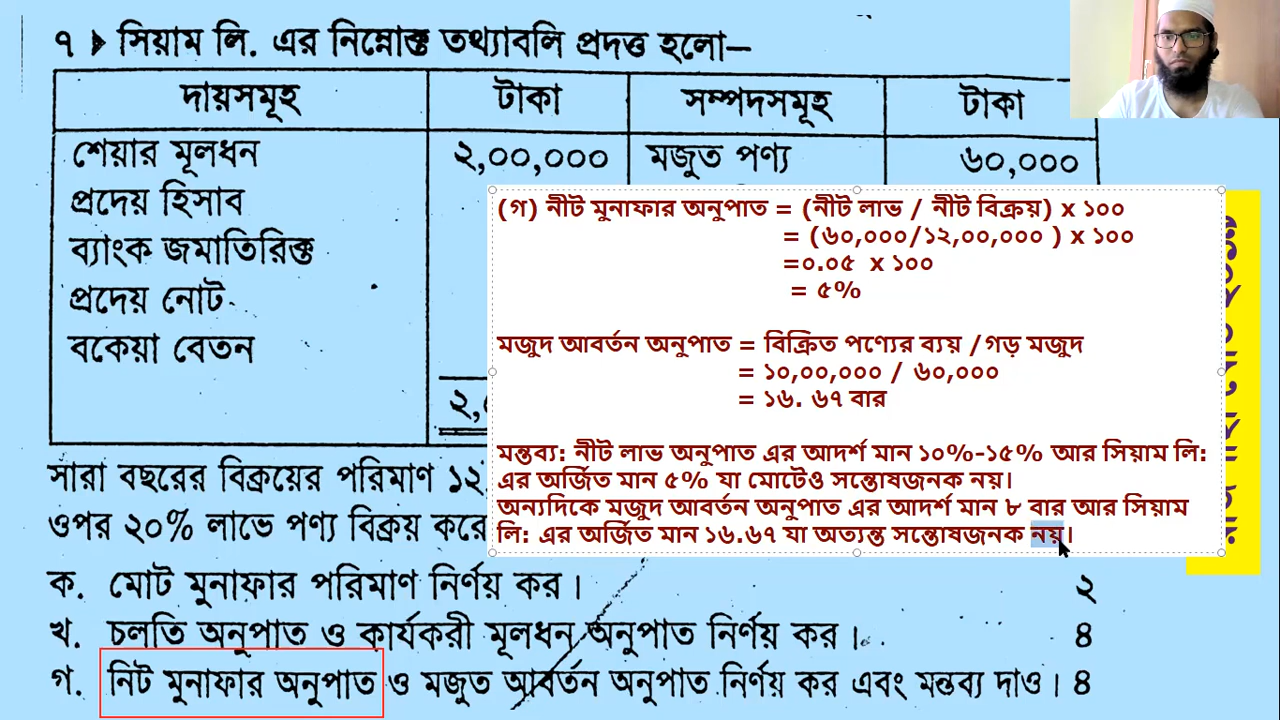 ৭ ▶ সিয়াম লি. এর নিম্নোক্ত তথ্যাবলি প্রদত্ত হলো–
দায়সমূহ টাকা সম্পদসমূহ টাকা
শেয়ার মূলধন ২,০০,০০০ মজুত পণ্য ৬০,০০০
প্রদেয় হিসাব
ব্যাংক জমাতিরিক্ত
প্রদেয় নোট
বকেয়া বেতন
২,
(গ) নীট মুনাফার অনুপাত = (নীট লাভ / নীট বিক্রয়) x ১০০
= (৬০,০০০/১২,০০,০০০ ) x ১০০
=০.০৫ x ১০০
= ৫%
মজুদ আবর্তন অনুপাত = বিক্রিত পণ্যের ব্যয় /গড় মজুদ
= ১০,০০,০০০ / ৬০,০০০
= ১৬. ৬৭ বার
মন্তব্য: নীট লাভ অনুপাত এর আদর্শ মান ১০%-১৫% আর সিয়াম লি:
এর অর্জিত মান ৫% যা মোটেও সন্তোষজনক নয়।
অন্যদিকে মজুদ আবর্তন অনুপাত এর আদর্শ মান ৮ বার আর সিয়াম
লি: এর অর্জিত মান ১৬.৬৭ যা অত্যন্ত সন্তোষজনক নয়।
সারা বছরের বিক্রয়ের পরিমাণ ১২
ওপর ২০% লাভে পণ্য বিক্রয় করে
ক. মোট মুনাফার পরিমাণ নির্ণয় কর। ২
খ. চলতি অনুপাত ও কার্যকরী মূলধন অনুপাত নির্ণয় কর। ৪
গ. নিট মুনাফার অনুপাত ও মজুত আবর্তন অনুপাত নির্ণয় কর এবং মন্তব্য দাও। ৪